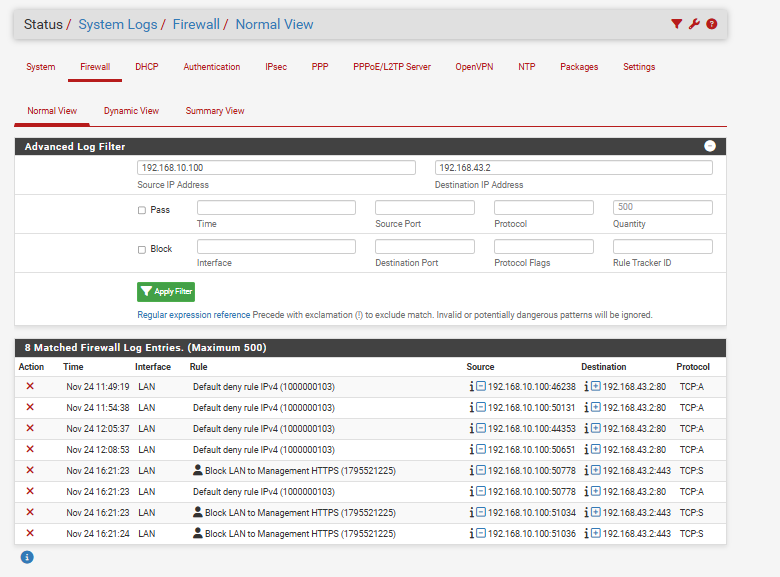 Status / System Logs / Firewall / Normal View
System Firewall DHCP Authentication IPsec PPP PPPoE/L2TP Server OpenVPN NTP Packages Settings
Normal View Dynamic View Summary View
Advanced Log Filter
192.168.10.100 192.168.43.2
Source IP Address Destination IP Address
Pass 500
Time Source Port Protocol Quantity
Block
Interface Destination Port Protocol Flags Rule Tracker ID
Apply Filter
Regular expression reference Precede with exclamation (!) to exclude match. Invalid or potentially dangerous patterns will be ignored.
8 Matched Firewall Log Entries. (Maximum 500)
Action Time Interface Rule Source Destination Protocol
Nov 24 11:49:19 LAN Default deny rule IPv4 (1000000103) 192.168.10.100:46238 192.168.43.2:80 TCP:A
Nov 24 11:54:38 LAN Default deny rule IPv4 (1000000103) 192.168.10.100:50131 192.168.43.2:80 TCP:A
Nov 24 12:05:37 LAN Default deny rule IPv4 (1000000103) 192.168.10.100:44353 192.168.43.2:80 TCP:A
Nov 24 12:08:53 LAN Default deny rule IPv4 (1000000103) 192.168.10.100:50651 192.168.43.2:80 TCP:A
Nov 24 16:21:23 LAN Block LAN to Management HTTPS (1795521225) 192.168.10.100:50778 192.168.43.2:443 TCP:S
Nov 24 16:21:23 LAN Default deny rule IPv4 (1000000103) 192.168.10.100:50778 192.168.43.2:80 TCP:A
Nov 24 16:21:23 LAN Block LAN to Management HTTPS (1795521225) 192.168.10.100:51034 192.168.43.2:443 TCP:S
Nov 24 16:21:24 LAN Block LAN to Management HTTPS (1795521225) 192.168.10.100:51036 192.168.43.2:443 TCP:S